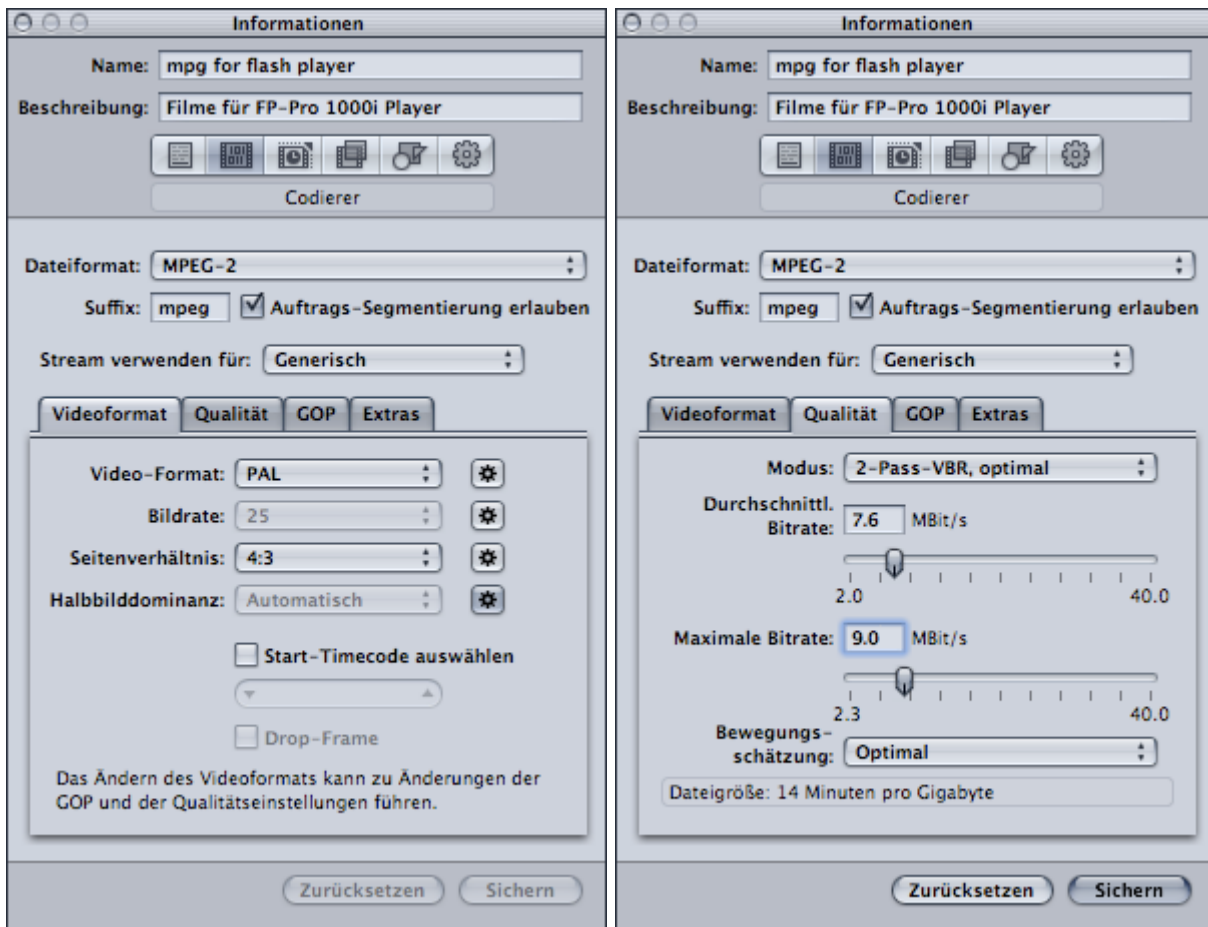 Informationen
Name: mpg for flash player
Beschreibung: Filme für FP-Pro 1000i Player
Codierer
Dateiformat: MPEG-2
Suffix: mpeg Auftrags-Segmentierung erlauben
Stream verwenden für: Generisch
Videoformat Qualität GOP Extras
Video-Format: PAL
Bildrate: 25
Seitenverhältnis: 4:3
Halbbilddominanz: Automatisch
Start-Timecode auswählen
Drop-Frame
Das Ändern des Videoformats kann zu Änderungen der
GOP und der Qualitätseinstellungen führen.
Zurücksetzen Sichern
Informationen
Name: mpg for flash player
Beschreibung: Filme für FP-Pro 1000i Player
Codierer
Dateiformat: MPEG-2
Suffix: mpeg Auftrags-Segmentierung erlauben
Stream verwenden für: Generisch
Videoformat Qualität GOP Extras
Modus: 2-Pass-VBR, optimal
Durchschnittl.
Bitrate: 7.6 MBit/s
2.0 40.0
Maximale Bitrate: 9.0 MBit/s
2.3 40.0
Bewegungs-
schätzung: Optimal
Dateigröße: 14 Minuten pro Gigabyte
Zurücksetzen Sichern